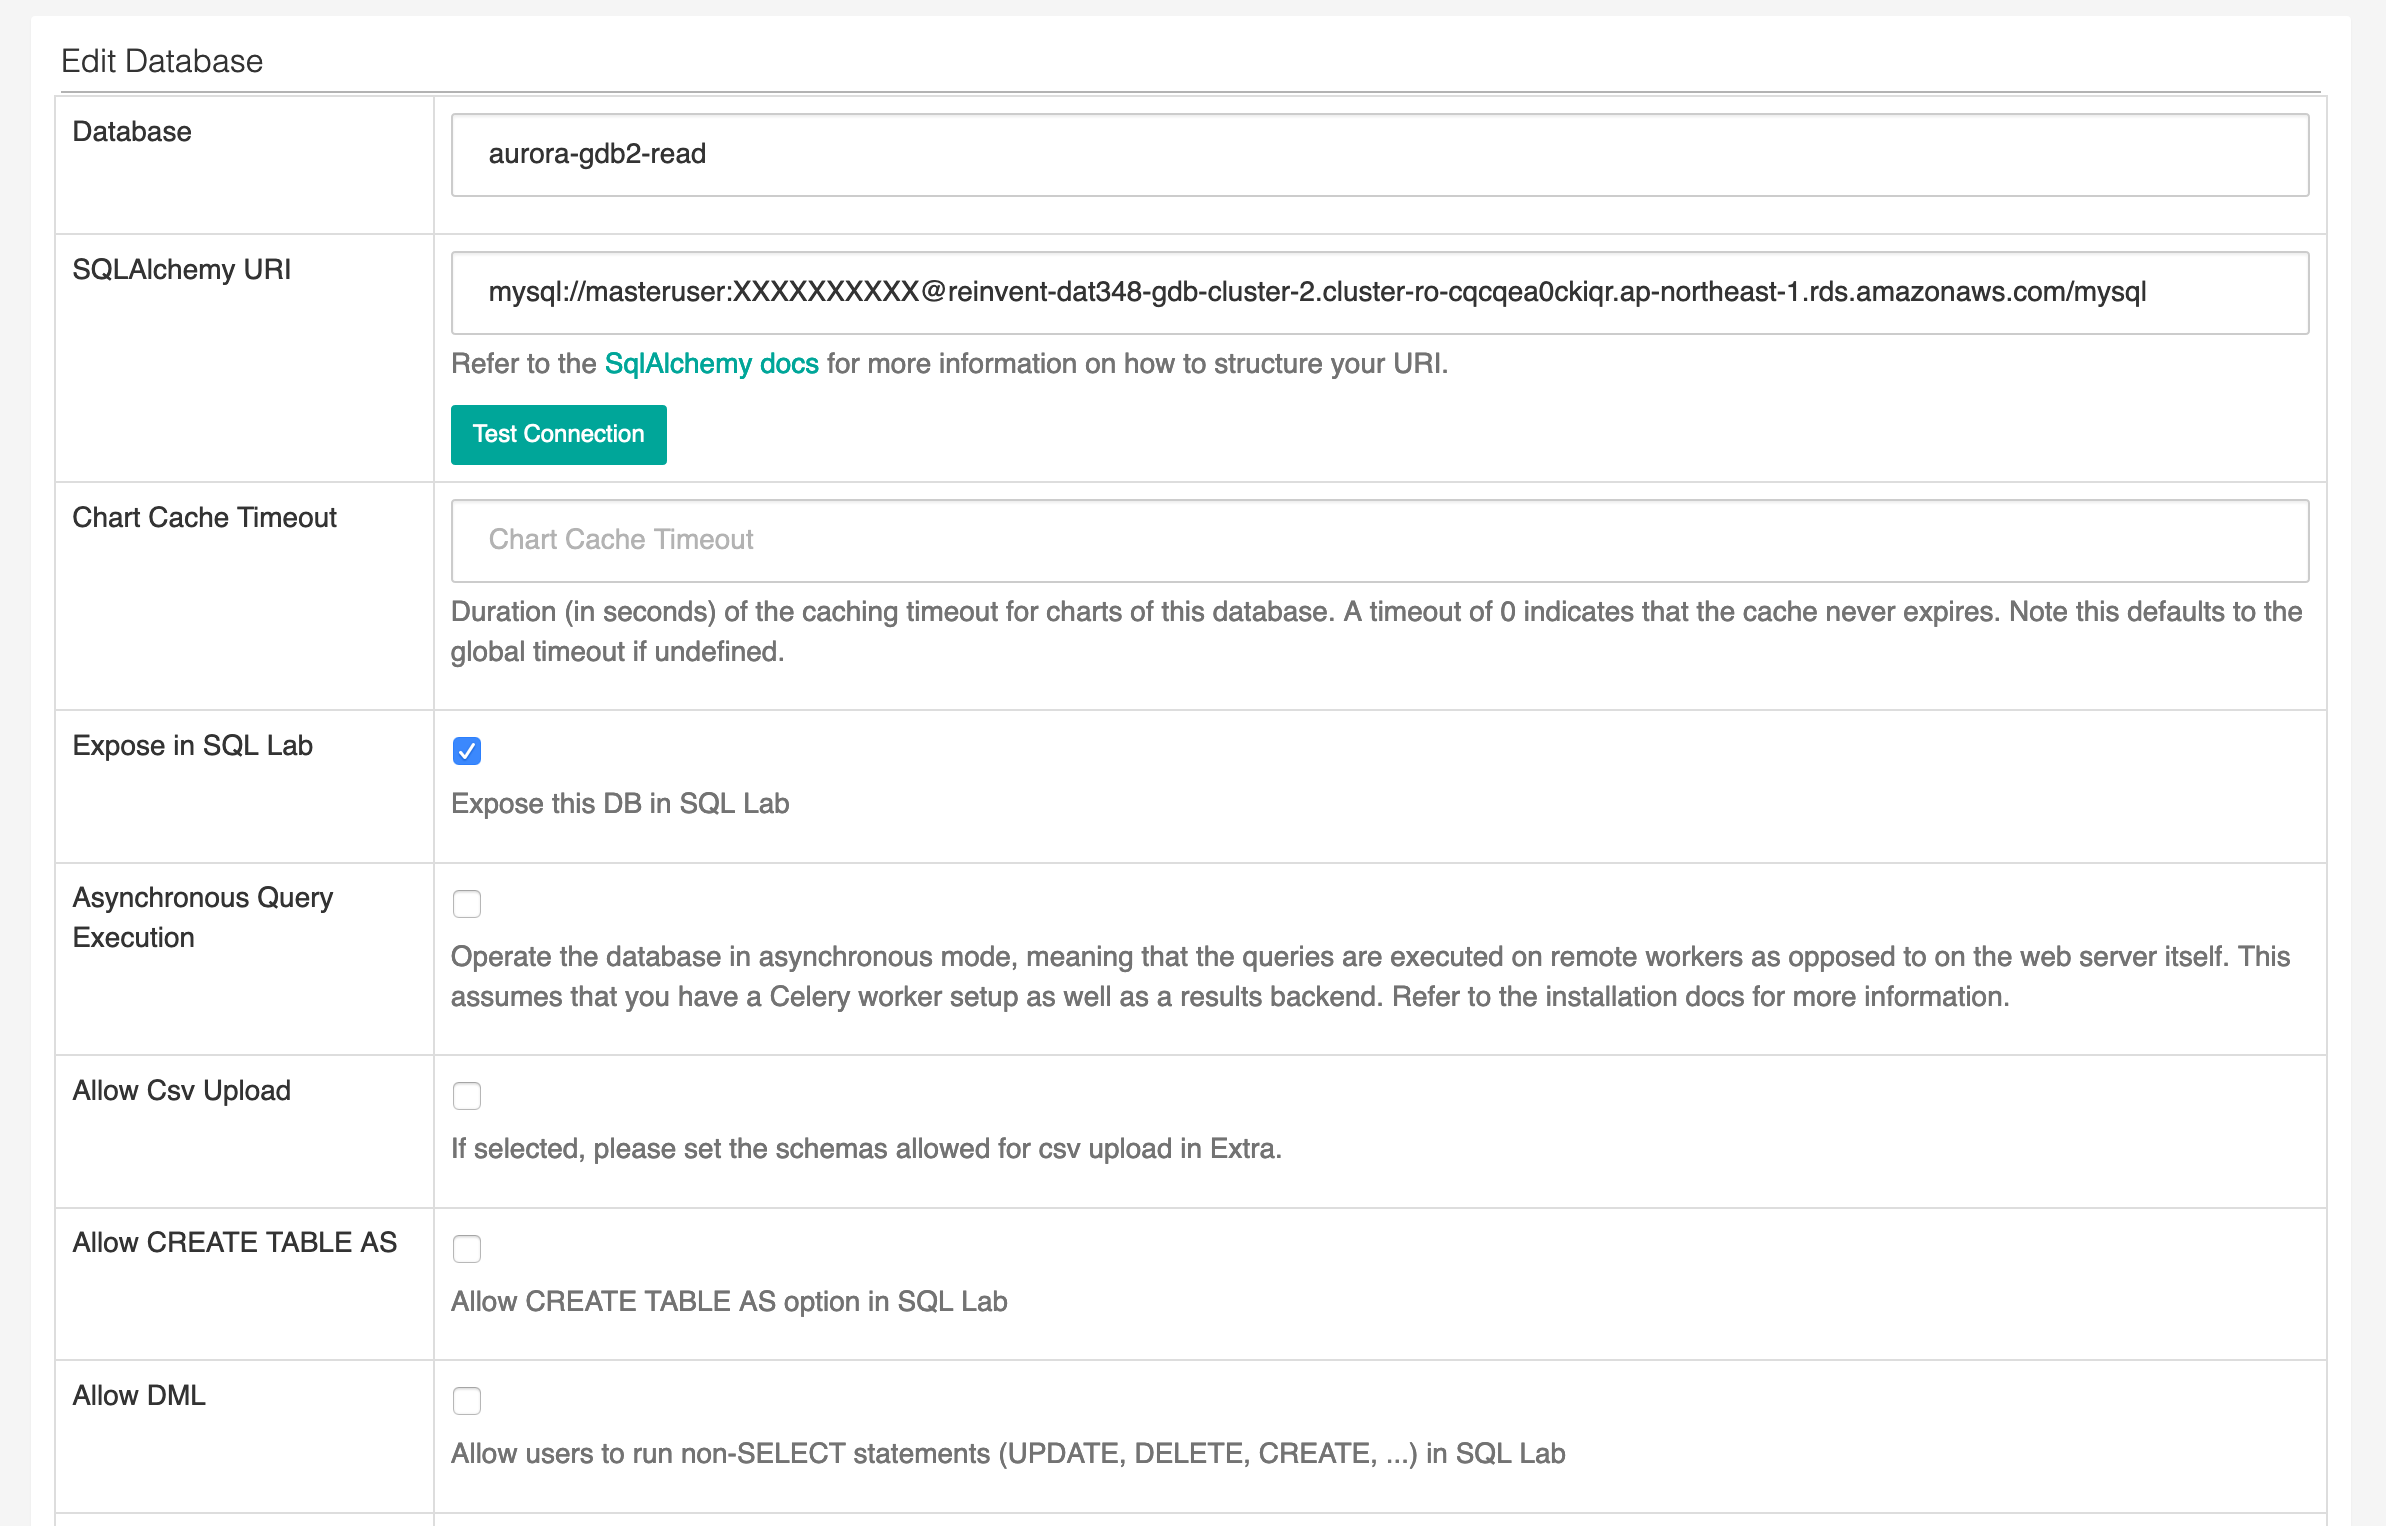 Edit Database
Database
aurora-gdb2-read
SQLAlchemy URI
mysql://masteruser:XXXXXXXXXX@reinvent-dat348-gdb-cluster-2.cluster-ro-cqcqea0ckiqr.ap-northeast-1.rds.amazonaws.com/mysql
Refer to the SqlAlchemy docs for more information on how to structure your URI.
Test Connection
Chart Cache Timeout
Chart Cache Timeout
Duration (in seconds) of the caching timeout for charts of this database. A timeout of 0 indicates that the cache never expires. Note this defaults to the
global timeout if undefined.
Expose in SQL Lab
Expose this DB in SQL Lab
Asynchronous Query
Execution
Operate the database in asynchronous mode, meaning that the queries are executed on remote workers as opposed to on the web server itself. This
assumes that you have a Celery worker setup as well as a results backend. Refer to the installation docs for more information.
Allow Csv Upload
If selected, please set the schemas allowed for csv upload in Extra.
Allow CREATE TABLE AS
Allow CREATE TABLE AS option in SQL Lab
Allow DML
Allow users to run non-SELECT statements (UPDATE, DELETE, CREATE, ...) in SQL Lab